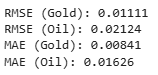 RMSE (Gold): 0.01111
RMSE (Oil): 0.02124
MAE (Gold): 0.00841
MAE (Oil): 0.01626